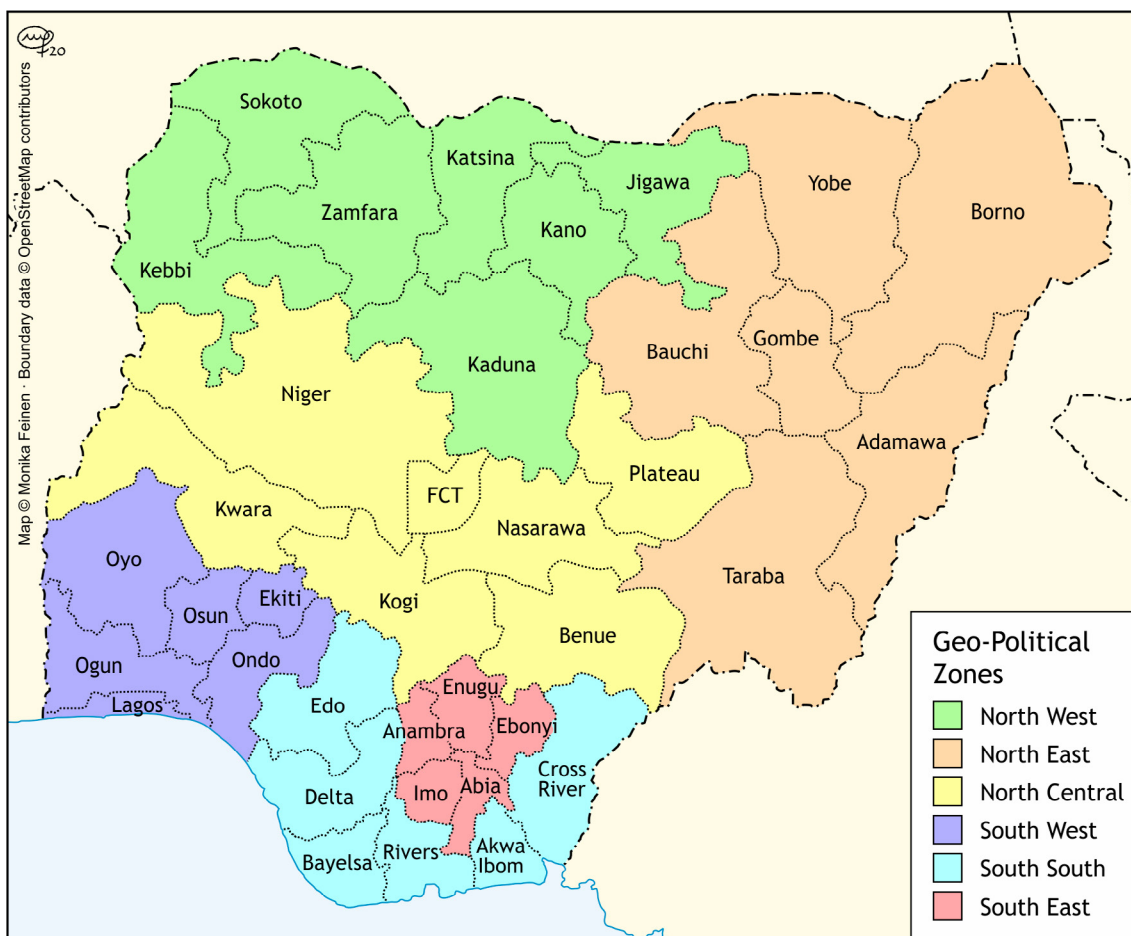 20
Map © Monika Feinen · Boundary data © OpenStreetMap contributors
Sokoto
Katsina
Jigawa
Yobe
Borno
Zamfara
Kano
Kebbi
Kaduna
Bauchi
Gombe
Niger
Adamawa
Plateau
FCT
Kwara
Nasarawa
Oyo
Taraba
Kogi
Ekiti
Osun
Benue
Ondo
Ogun
Lagos
Edo
Enugu
Anambra
Ebonyi
Cross
River
Abia
Imo
Delta
Bayelsa
Rivers
Akwa
Ibom
Geo-Political
Zones
North West
North East
North Central
South West
South South
South East